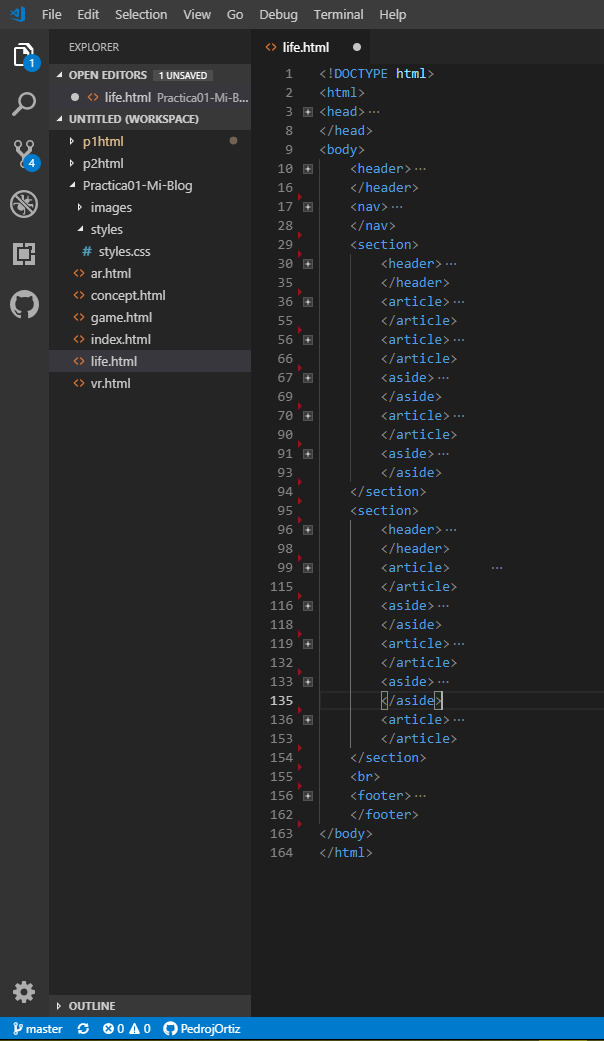 File Edit Selection View Go Debug Terminal Help
EXPLORER
OPEN EDITORS 1 UNSAVED
life.html Practica01-Mi-B...
UNTITLED (WORKSPACE)
p1html
p2html
Practica01-Mi-Blog
images
styles
# styles.css
ar.html
concept.html
game.html
index.html
life.html
vr.html
OUTLINE
1
4
life.html
1 <!DOCTYPE html>
2 <html>
3 <head>...
8 </head>
9 <body>
10 <header>...
16 </header>
17 <nav>...
28 </nav>
29 <section>
30 <header>...
35 </header>
36 <article>...
55 </article>
56 <article>...
66 </article>
67 <aside>...
69 </aside>
70 <article>...
90 </article>
91 <aside>...
93 </aside>
94 </section>
95 <section>
96 <header>...
98 </header>
99 <article> ...
115 </article>
116 <aside>...
118 </aside>
119 <article>...
132 </article>
133 <aside>...
135 </aside>
136 <article>...
153 </article>
154 </section>
155 <br>
156 <footer>...
162 </footer>
163 </body>
164 </html>
master 0 0 PedrojOrtiz